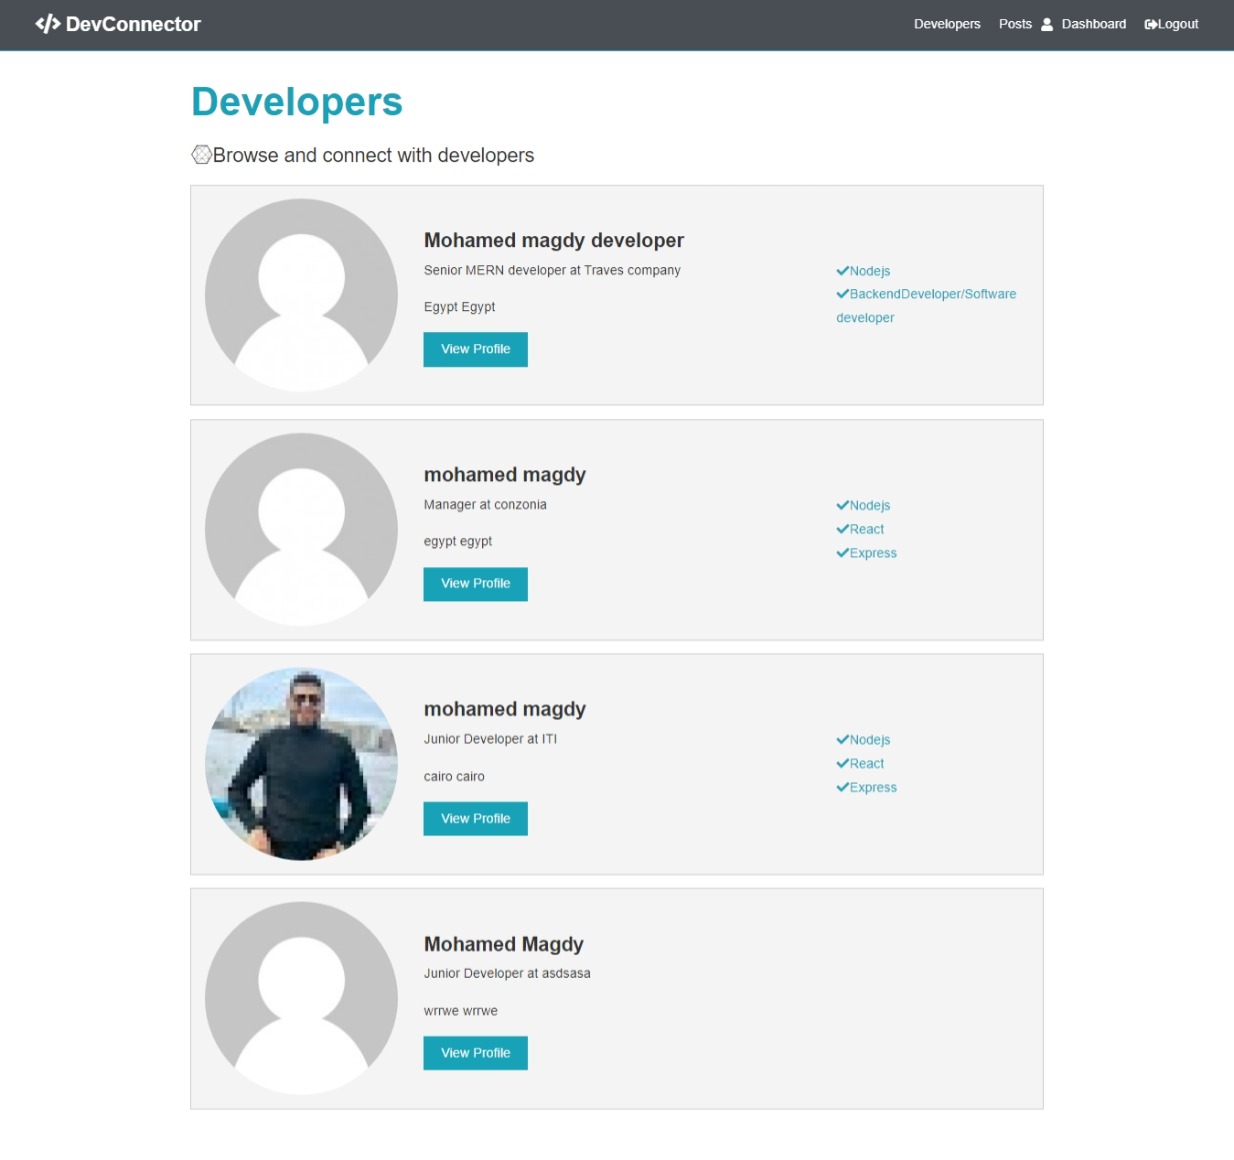 DevConnector
Developers Posts Dashboard Logout
Developers
Browse and connect with developers
Mohamed magdy developer
Senior MERN developer at Traves company
Egypt Egypt
View Profile
Nodejs
BackendDeveloper/Software
developer
mohamed magdy
Manager at conzonia
egypt egypt
View Profile
Nodejs
React
Express
mohamed magdy
Junior Developer at ITI
cairo cairo
View Profile
Nodejs
React
Express
Mohamed Magdy
Junior Developer at asdsasa
wrrwe wrrwe
View Profile